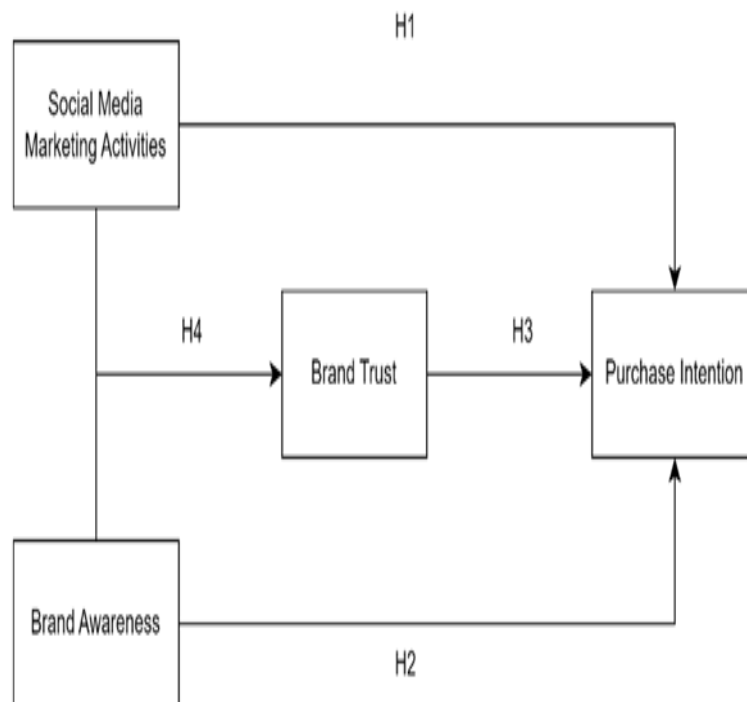 H1
Social Media
Marketing Activities
H4
Brand Trust
H3
Purchase Intention
Brand Awareness
H2